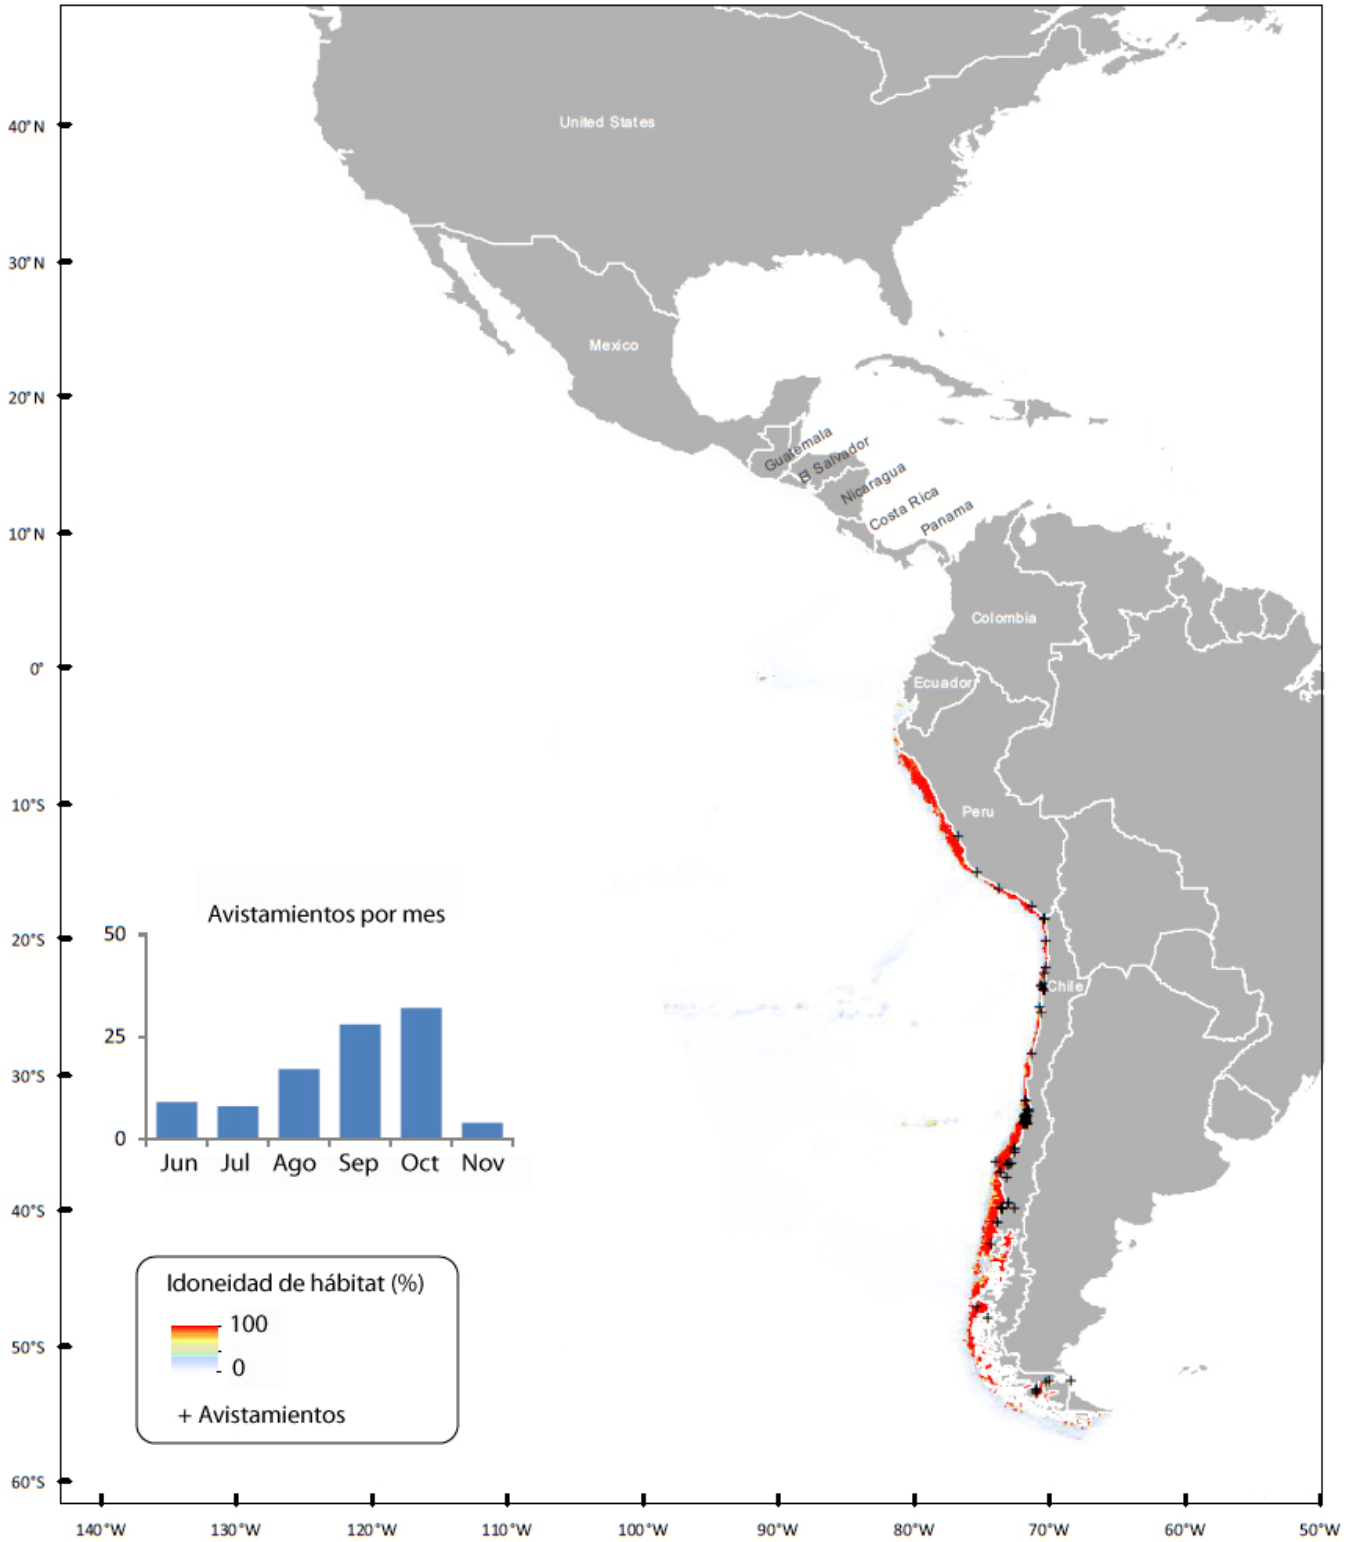 United States
40°N
30°N
Mexico
20°N
Guatemala
El Salvador
Nicaragua
Costa Rica
Panama
10°N
Colombia
0°
Ecuador
10°S
Peru
Avistamientos por mes
50
20°S
Chile
25
30°S
0
Jun Jul Ago Sep Oct Nov
40°S
Idoneidad de hábitat (%)
100
50°S
0
+ Avistamientos
60°S
140°W 130°W 120°W 110°W 100°W 90°W 80°W 70°W 60°W 50°W